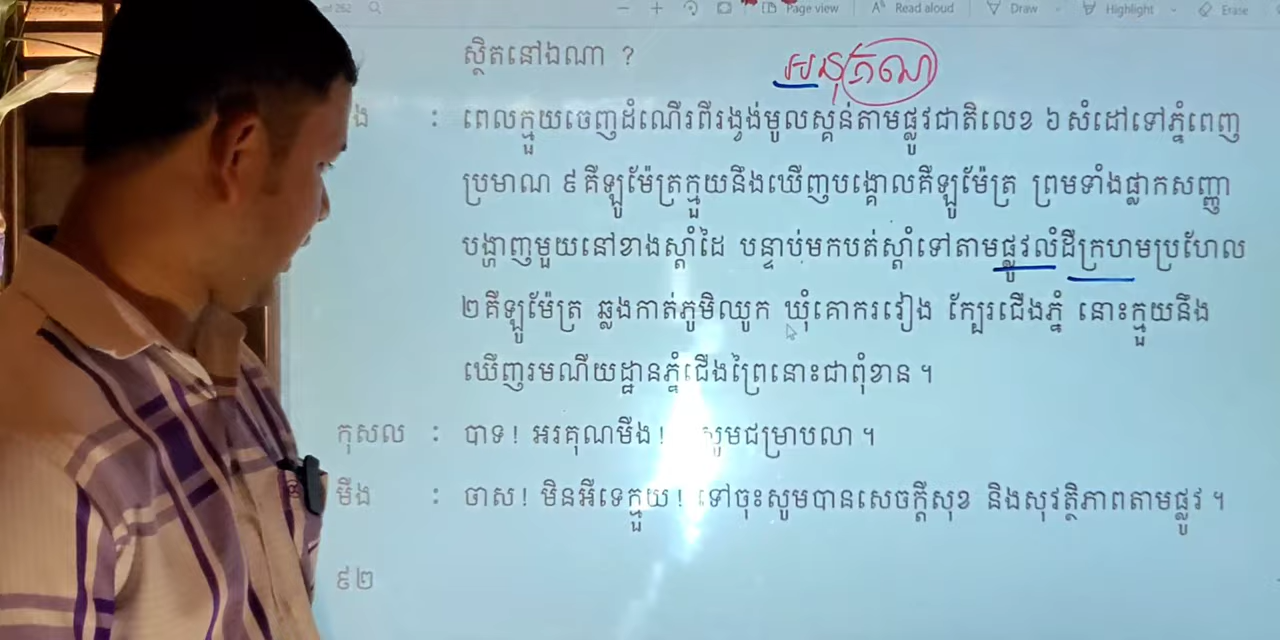 of 262 Page view Read aloud Draw Highlight Erase
ស្ថិតនៅឯណា ?
អនុគណ
ង : ពេលក្មួយចេញដំណើរពីរង្វង់មូលស្គន់តាមផ្លូវជាតិលេខ ៦ សំដៅទៅភ្នំពេញ
ប្រមាណ ៩ គីឡូម៉ែត្រក្មួយនឹងឃើញបង្គោលគីឡូម៉ែត្រ ព្រមទាំងផ្លាកសញ្ញា
បង្ហាញមួយនៅខាងស្ដាំដៃ បន្ទាប់មកបត់ស្ដាំទៅតាមផ្លូវលំដីក្រហមប្រហែល
២ គីឡូម៉ែត្រ ឆ្លងកាត់ភូមិឈូក ឃុំគោករវៀង ក្បែរជើងភ្នំ នោះក្មួយនឹង
ឃើញរមណីយដ្ឋានភ្នំជើងព្រៃនោះជាពុំខាន ។
កុសល : បាទ ! អរគុណមីង ! សូមជម្រាបលា ។
មីង : ចាស ! មិនអីទេក្មួយ ! ទៅចុះសូមបានសេចក្ដីសុខ និងសុវត្ថិភាពតាមផ្លូវ ។
៩២